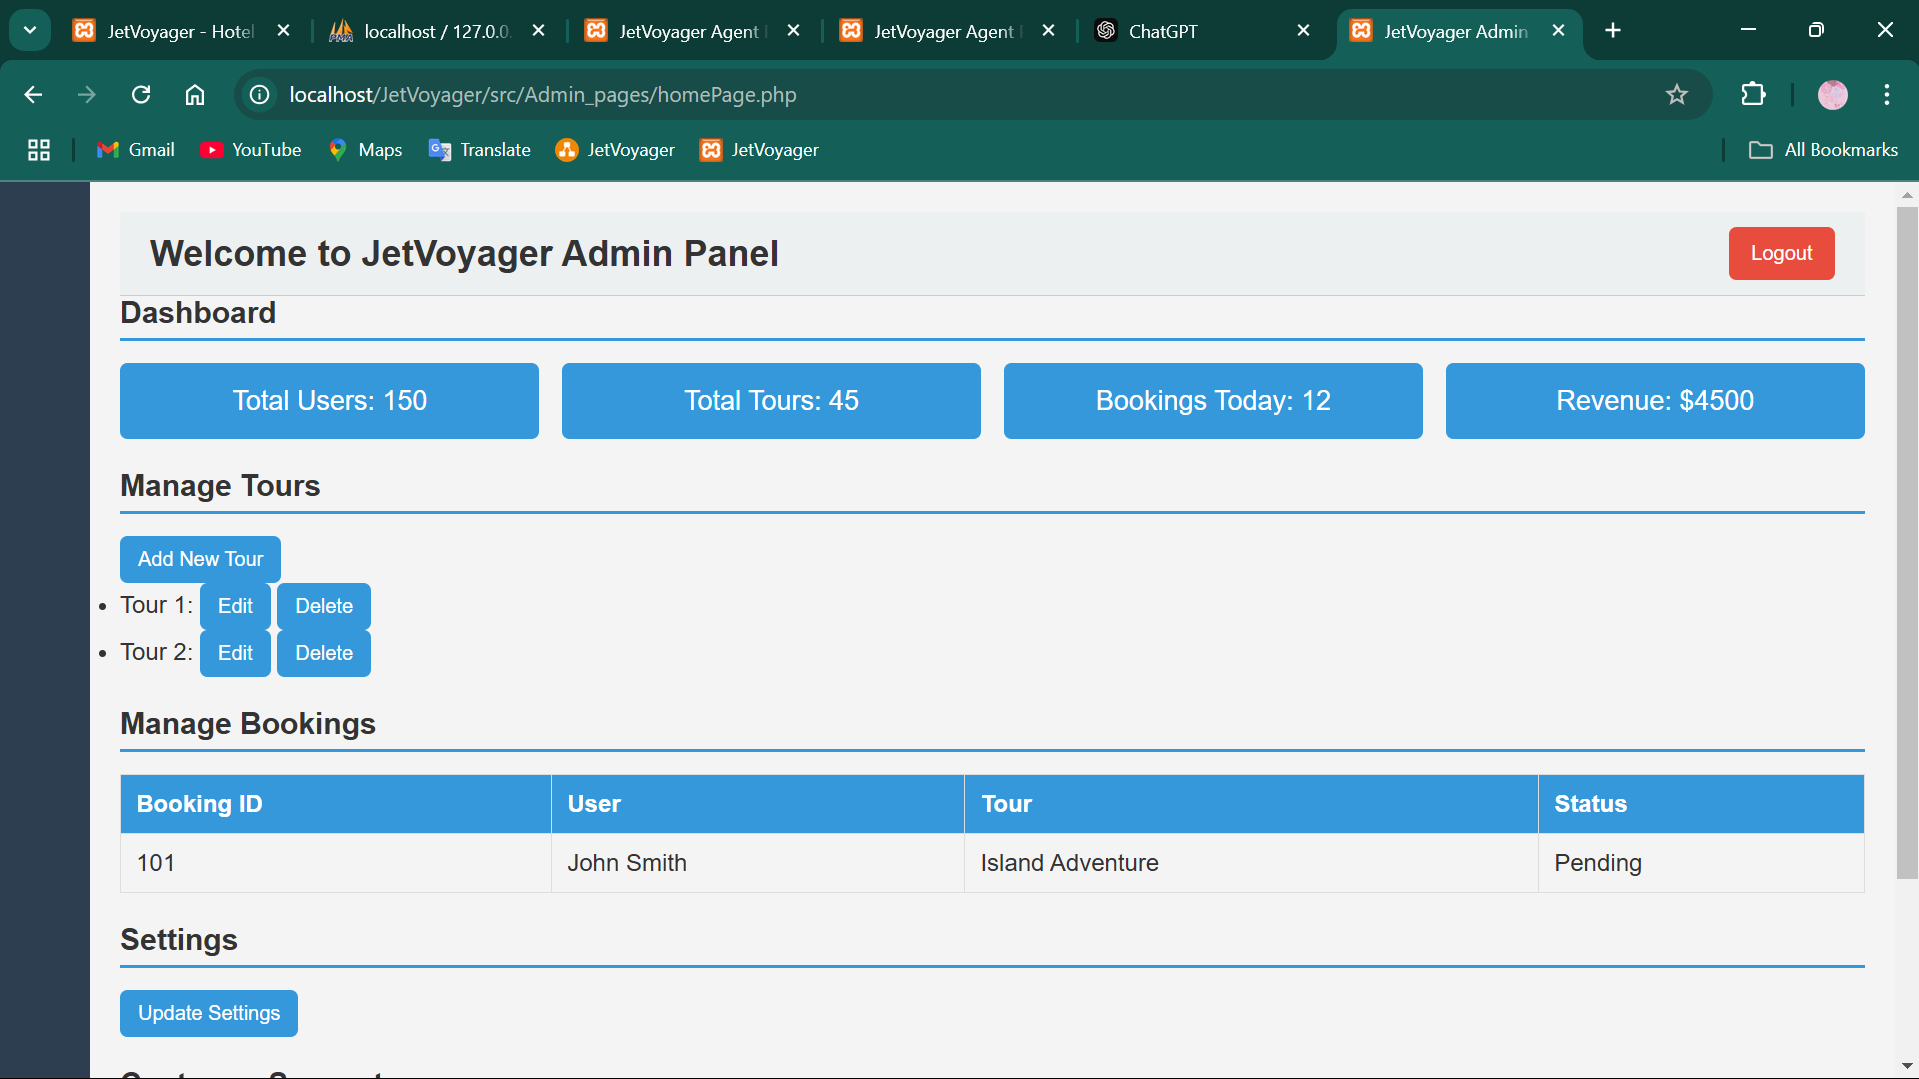 JetVoyager - Hotel
localhost / 127.0.0.
JetVoyager Agent
JetVoyager Agent
ChatGPT
JetVoyager Admin
localhost/JetVoyager/src/Admin_pages/homePage.php
Gmail
YouTube
Maps
Translate
JetVoyager
JetVoyager
All Bookmarks
Welcome to JetVoyager Admin Panel
Logout
Dashboard
Total Users: 150
Total Tours: 45
Bookings Today: 12
Revenue: $4500
Manage Tours
Add New Tour
• Tour 1: Edit Delete
• Tour 2: Edit Delete
Manage Bookings
Booking ID User Tour Status
101 John Smith Island Adventure Pending
Settings
Update Settings